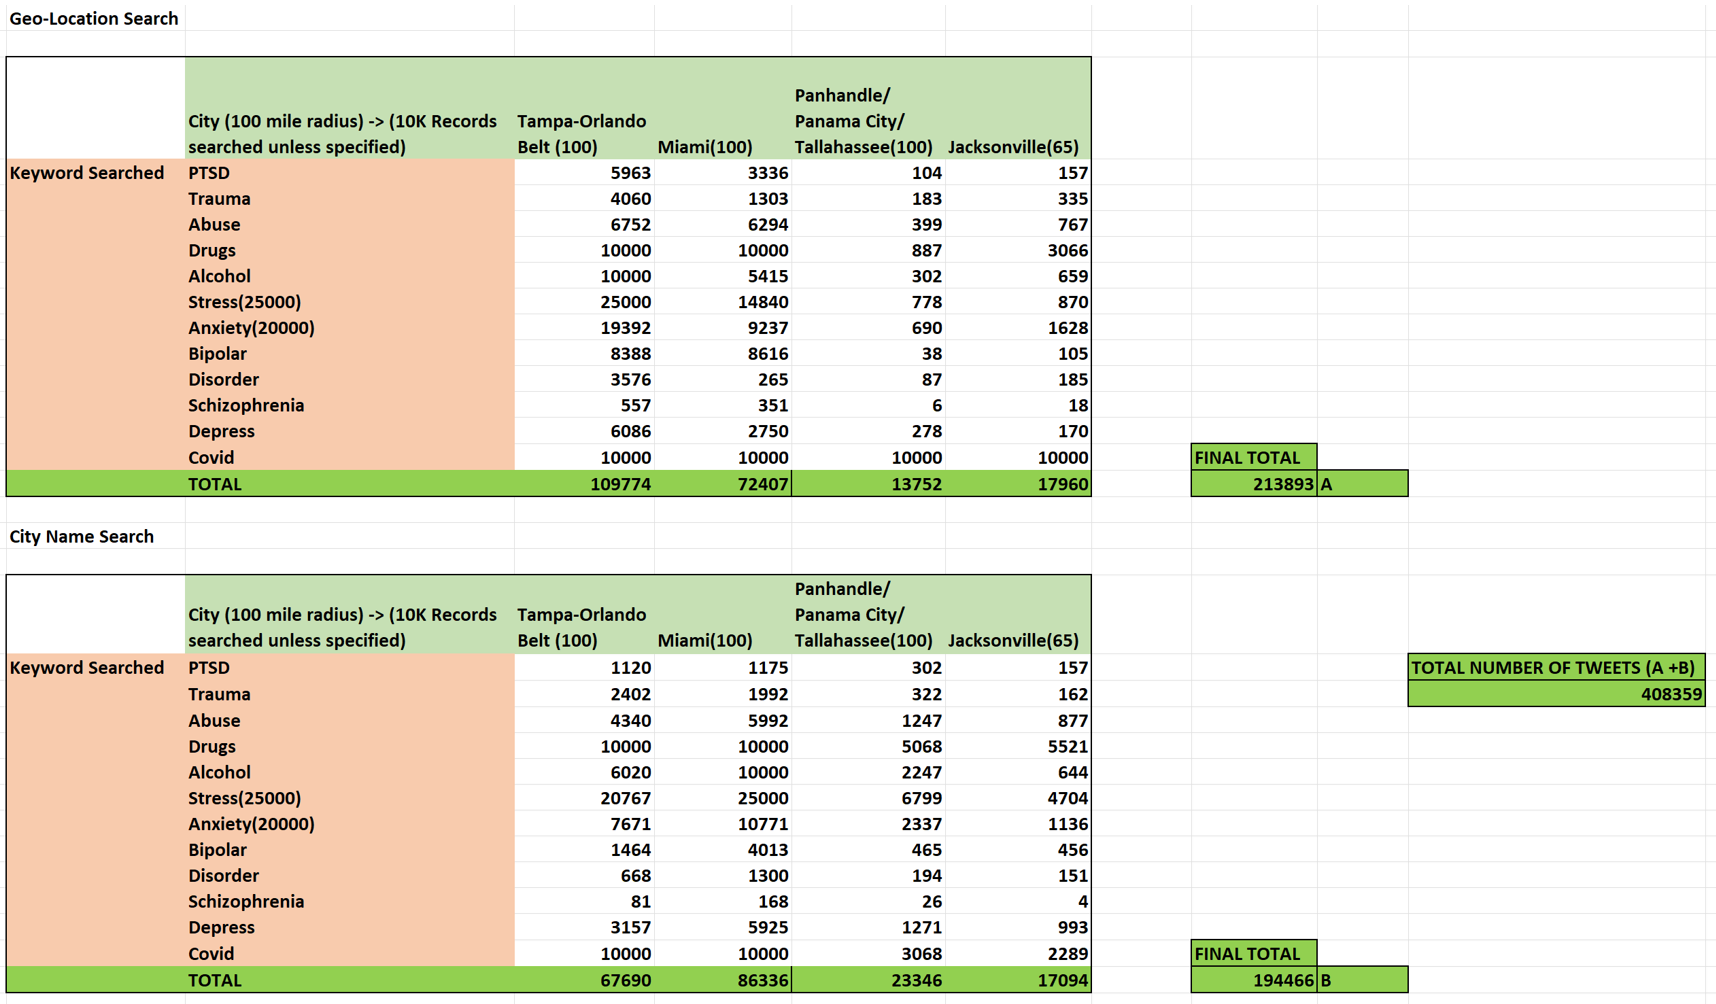 Geo-Location Search
City (100 mile radius) -> (10K Records searched unless specified) Tampa-Orlando Belt (100) Miami(100) Panhandle/ Panama City/ Tallahassee(100) Jacksonville(65)
Keyword Searched PTSD 5963 3336 104 157
Trauma 4060 1303 183 335
Abuse 6752 6294 399 767
Drugs 10000 10000 887 3066
Alcohol 10000 5415 302 659
Stress(25000) 25000 14840 778 870
Anxiety(20000) 19392 9237 690 1628
Bipolar 8388 8616 38 105
Disorder 3576 265 87 185
Schizophrenia 557 351 6 18
Depress 6086 2750 278 170
Covid 10000 10000 10000 10000 FINAL TOTAL
TOTAL 109774 72407 13752 17960 213893 A
City Name Search
City (100 mile radius) -> (10K Records searched unless specified) Tampa-Orlando Belt (100) Miami(100) Panhandle/ Panama City/ Tallahassee(100) Jacksonville(65)
Keyword Searched PTSD 1120 1175 302 157 TOTAL NUMBER OF TWEETS (A +B)
Trauma 2402 1992 322 162 408359
Abuse 4340 5992 1247 877
Drugs 10000 10000 5068 5521
Alcohol 6020 10000 2247 644
Stress(25000) 20767 25000 6799 4704
Anxiety(20000) 7671 10771 2337 1136
Bipolar 1464 4013 465 456
Disorder 668 1300 194 151
Schizophrenia 81 168 26 4
Depress 3157 5925 1271 993
Covid 10000 10000 3068 2289 FINAL TOTAL
TOTAL 67690 86336 23346 17094 194466 B